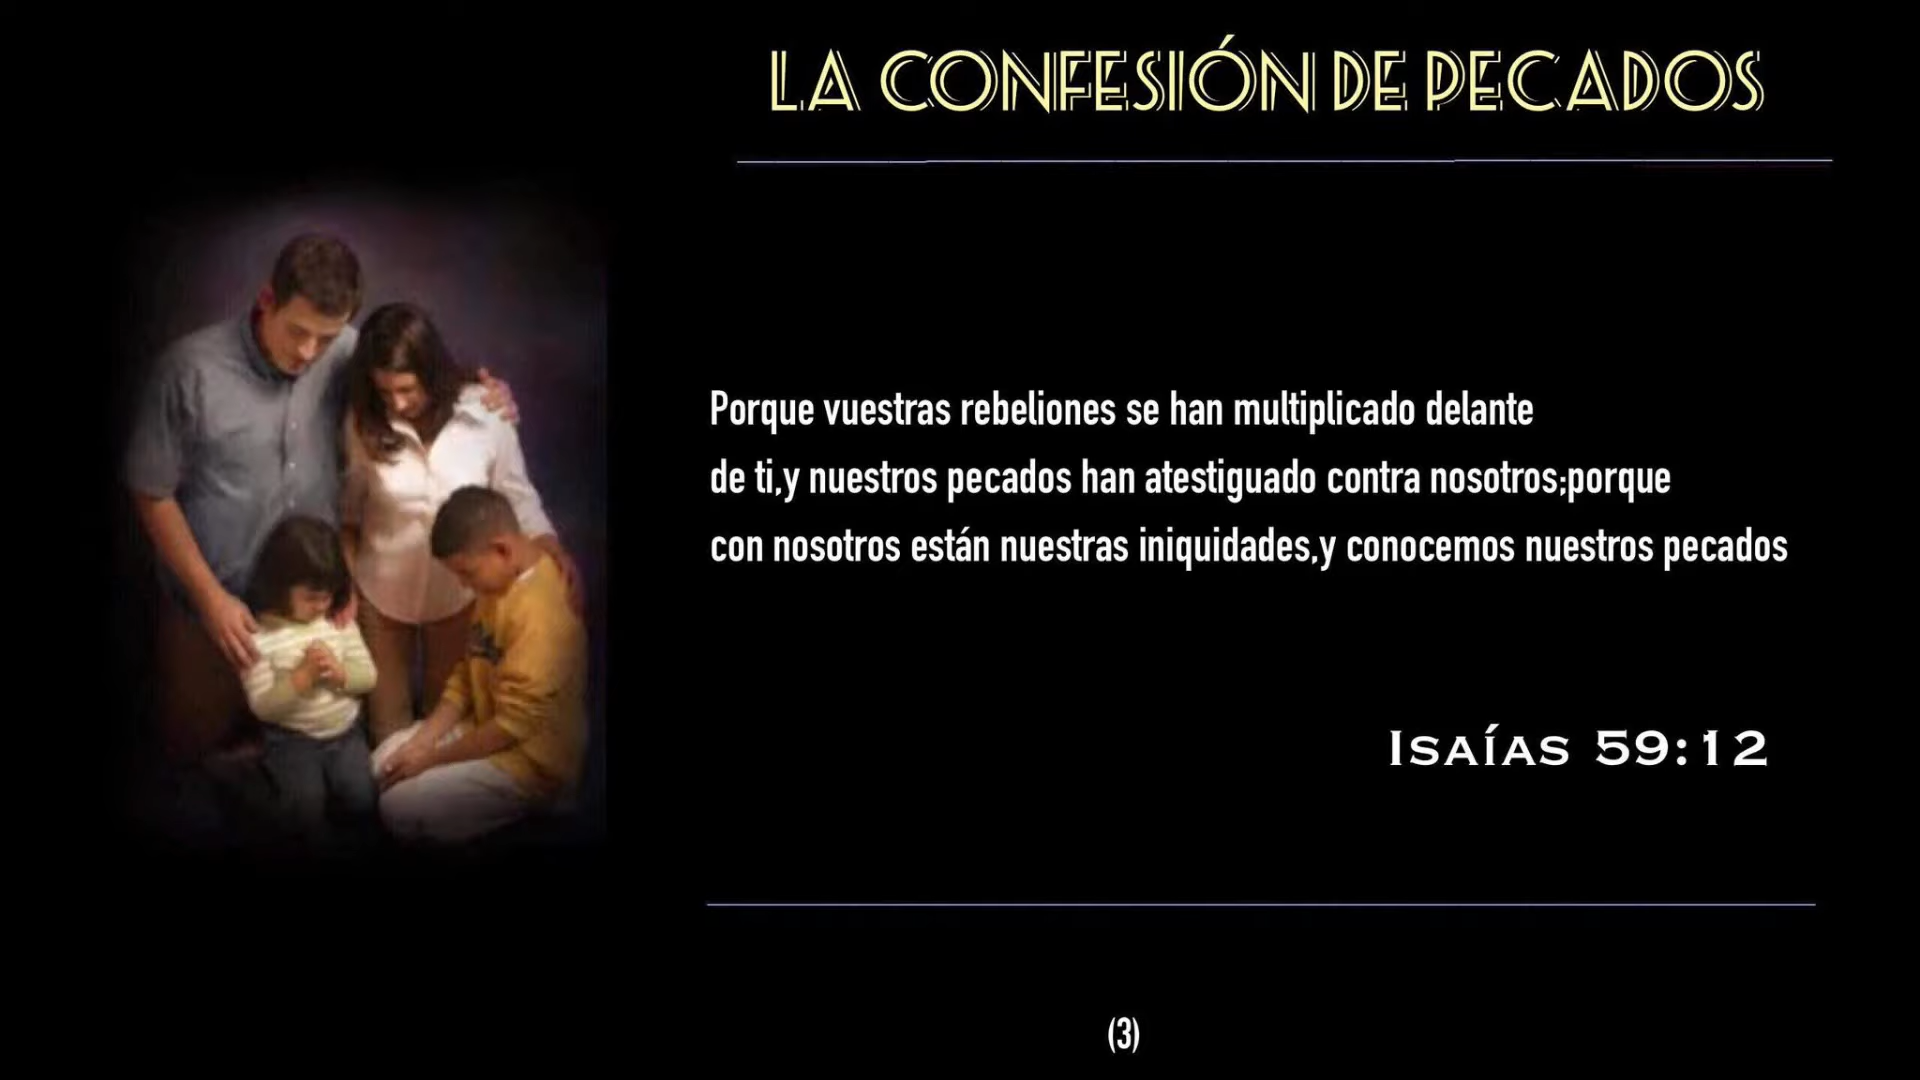 LA CONFESIÓN DE PECADOS
Porque vuestras rebeliones se han multiplicado delante
de ti,y nuestros pecados han atestiguado contra nosotros;porque
con nosotros están nuestras iniquidades,y conocemos nuestros pecados
Isaías 59:12
(3)